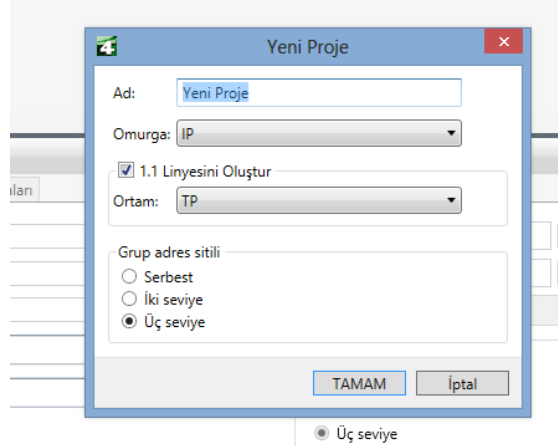 4 Yeni Proje
Ad: Yeni Proje
Omurga: IP
1.1 Linyesini Oluştur
Ortam: TP
Grup adres sitili
Serbest
İki seviye
Üç seviye
TAMAM İptal
ları
Üç seviye